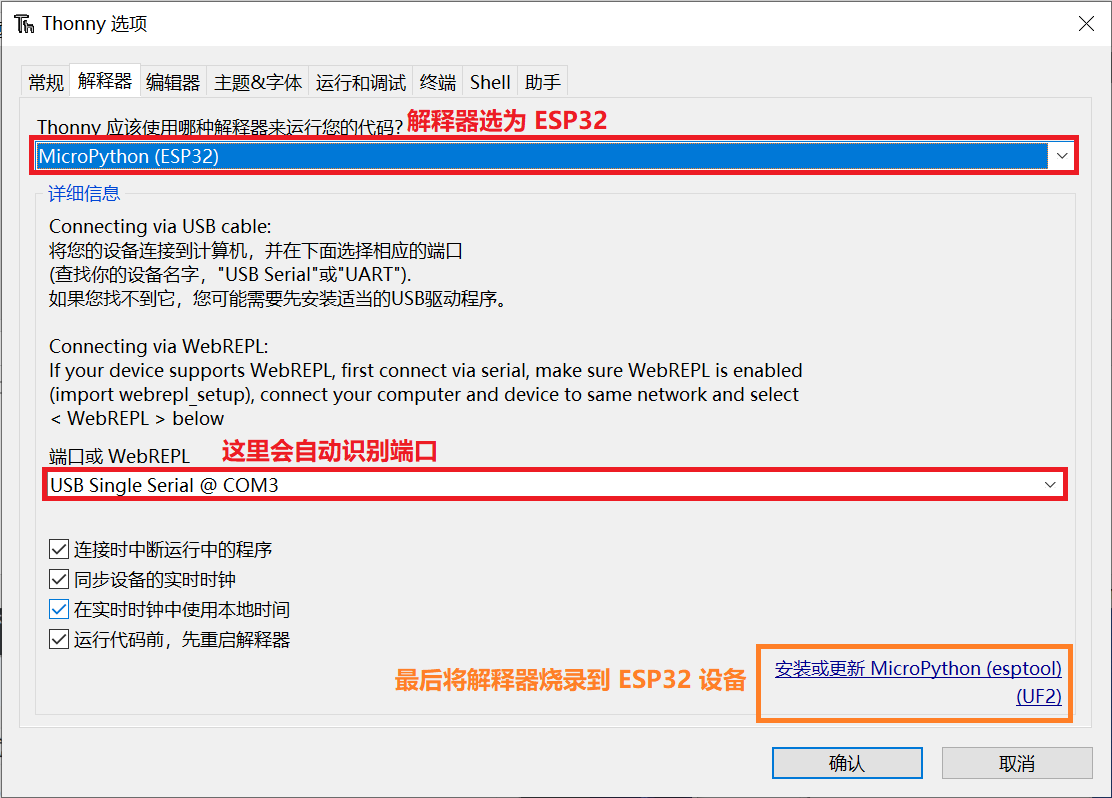 Thonny 选项
常规 解释器 编辑器 主题&字体 运行和调试 终端 Shell 助手
Thonny 应该使用哪种解释器来运行您的代码? 解释器选为 ESP32
MicroPython (ESP32)
详细信息
Connecting via USB cable:
将您的设备连接到计算机，并在下面选择相应的端口
(查找你的设备名字，"USB Serial"或"UART").
如果您找不到它，您可能需要先安装适当的USB驱动程序。
Connecting via WebREPL:
If your device supports WebREPL, first connect via serial, make sure WebREPL is enabled
(import webrepl_setup), connect your computer and device to same network and select
< WebREPL > below
端口或 WebREPL 这里会自动识别端口
USB Single Serial @ COM3
连接时中断运行中的程序
同步设备的实时时钟
在实时时钟中使用本地时间
运行代码前，先重启解释器
最后将解释器烧录到 ESP32 设备
安装或更新 MicroPython (esptool)
(UF2)
确认 取消